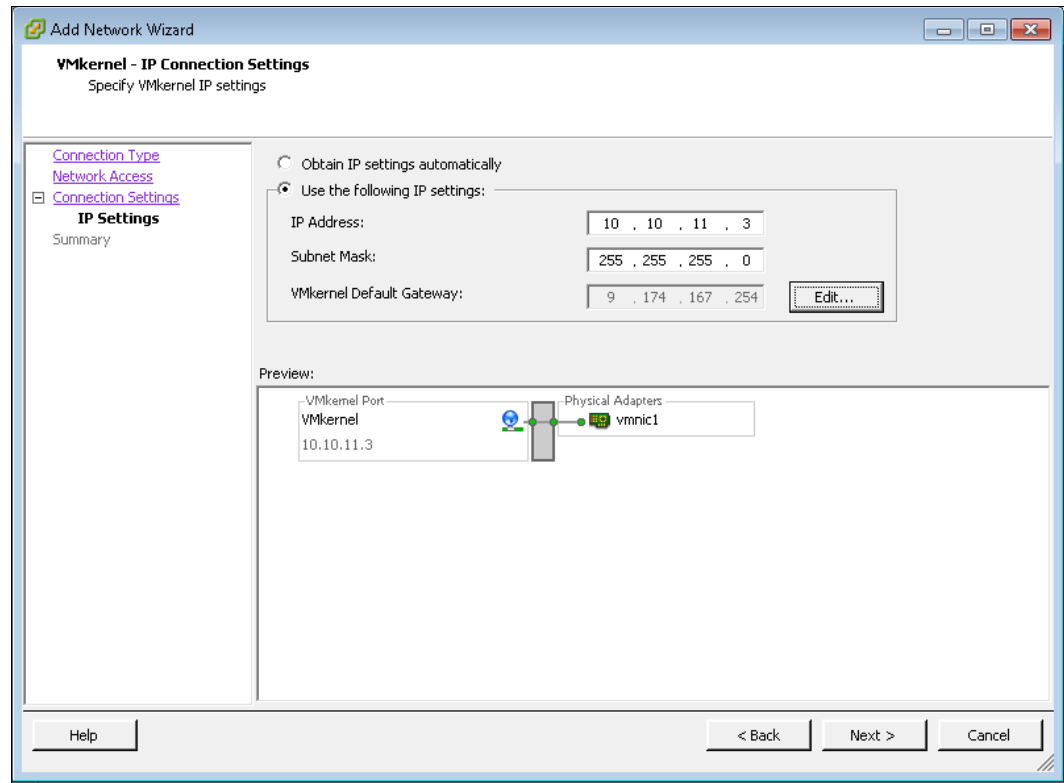 Add Network Wizard
VMkernel - IP Connection Settings
Specify VMkernel IP settings
Connection Type
Network Access
Connection Settings
IP Settings
Summary
Obtain IP settings automatically
Use the following IP settings:
IP Address: 10 . 10 . 11 . 3
Subnet Mask: 255 . 255 . 255 . 0
VMkernel Default Gateway: 9 . 174 . 167 . 254 Edit...
Preview:
VMkernel Port Physical Adapters
VMkernel vmnic1
10.10.11.3
Help < Back Next > Cancel